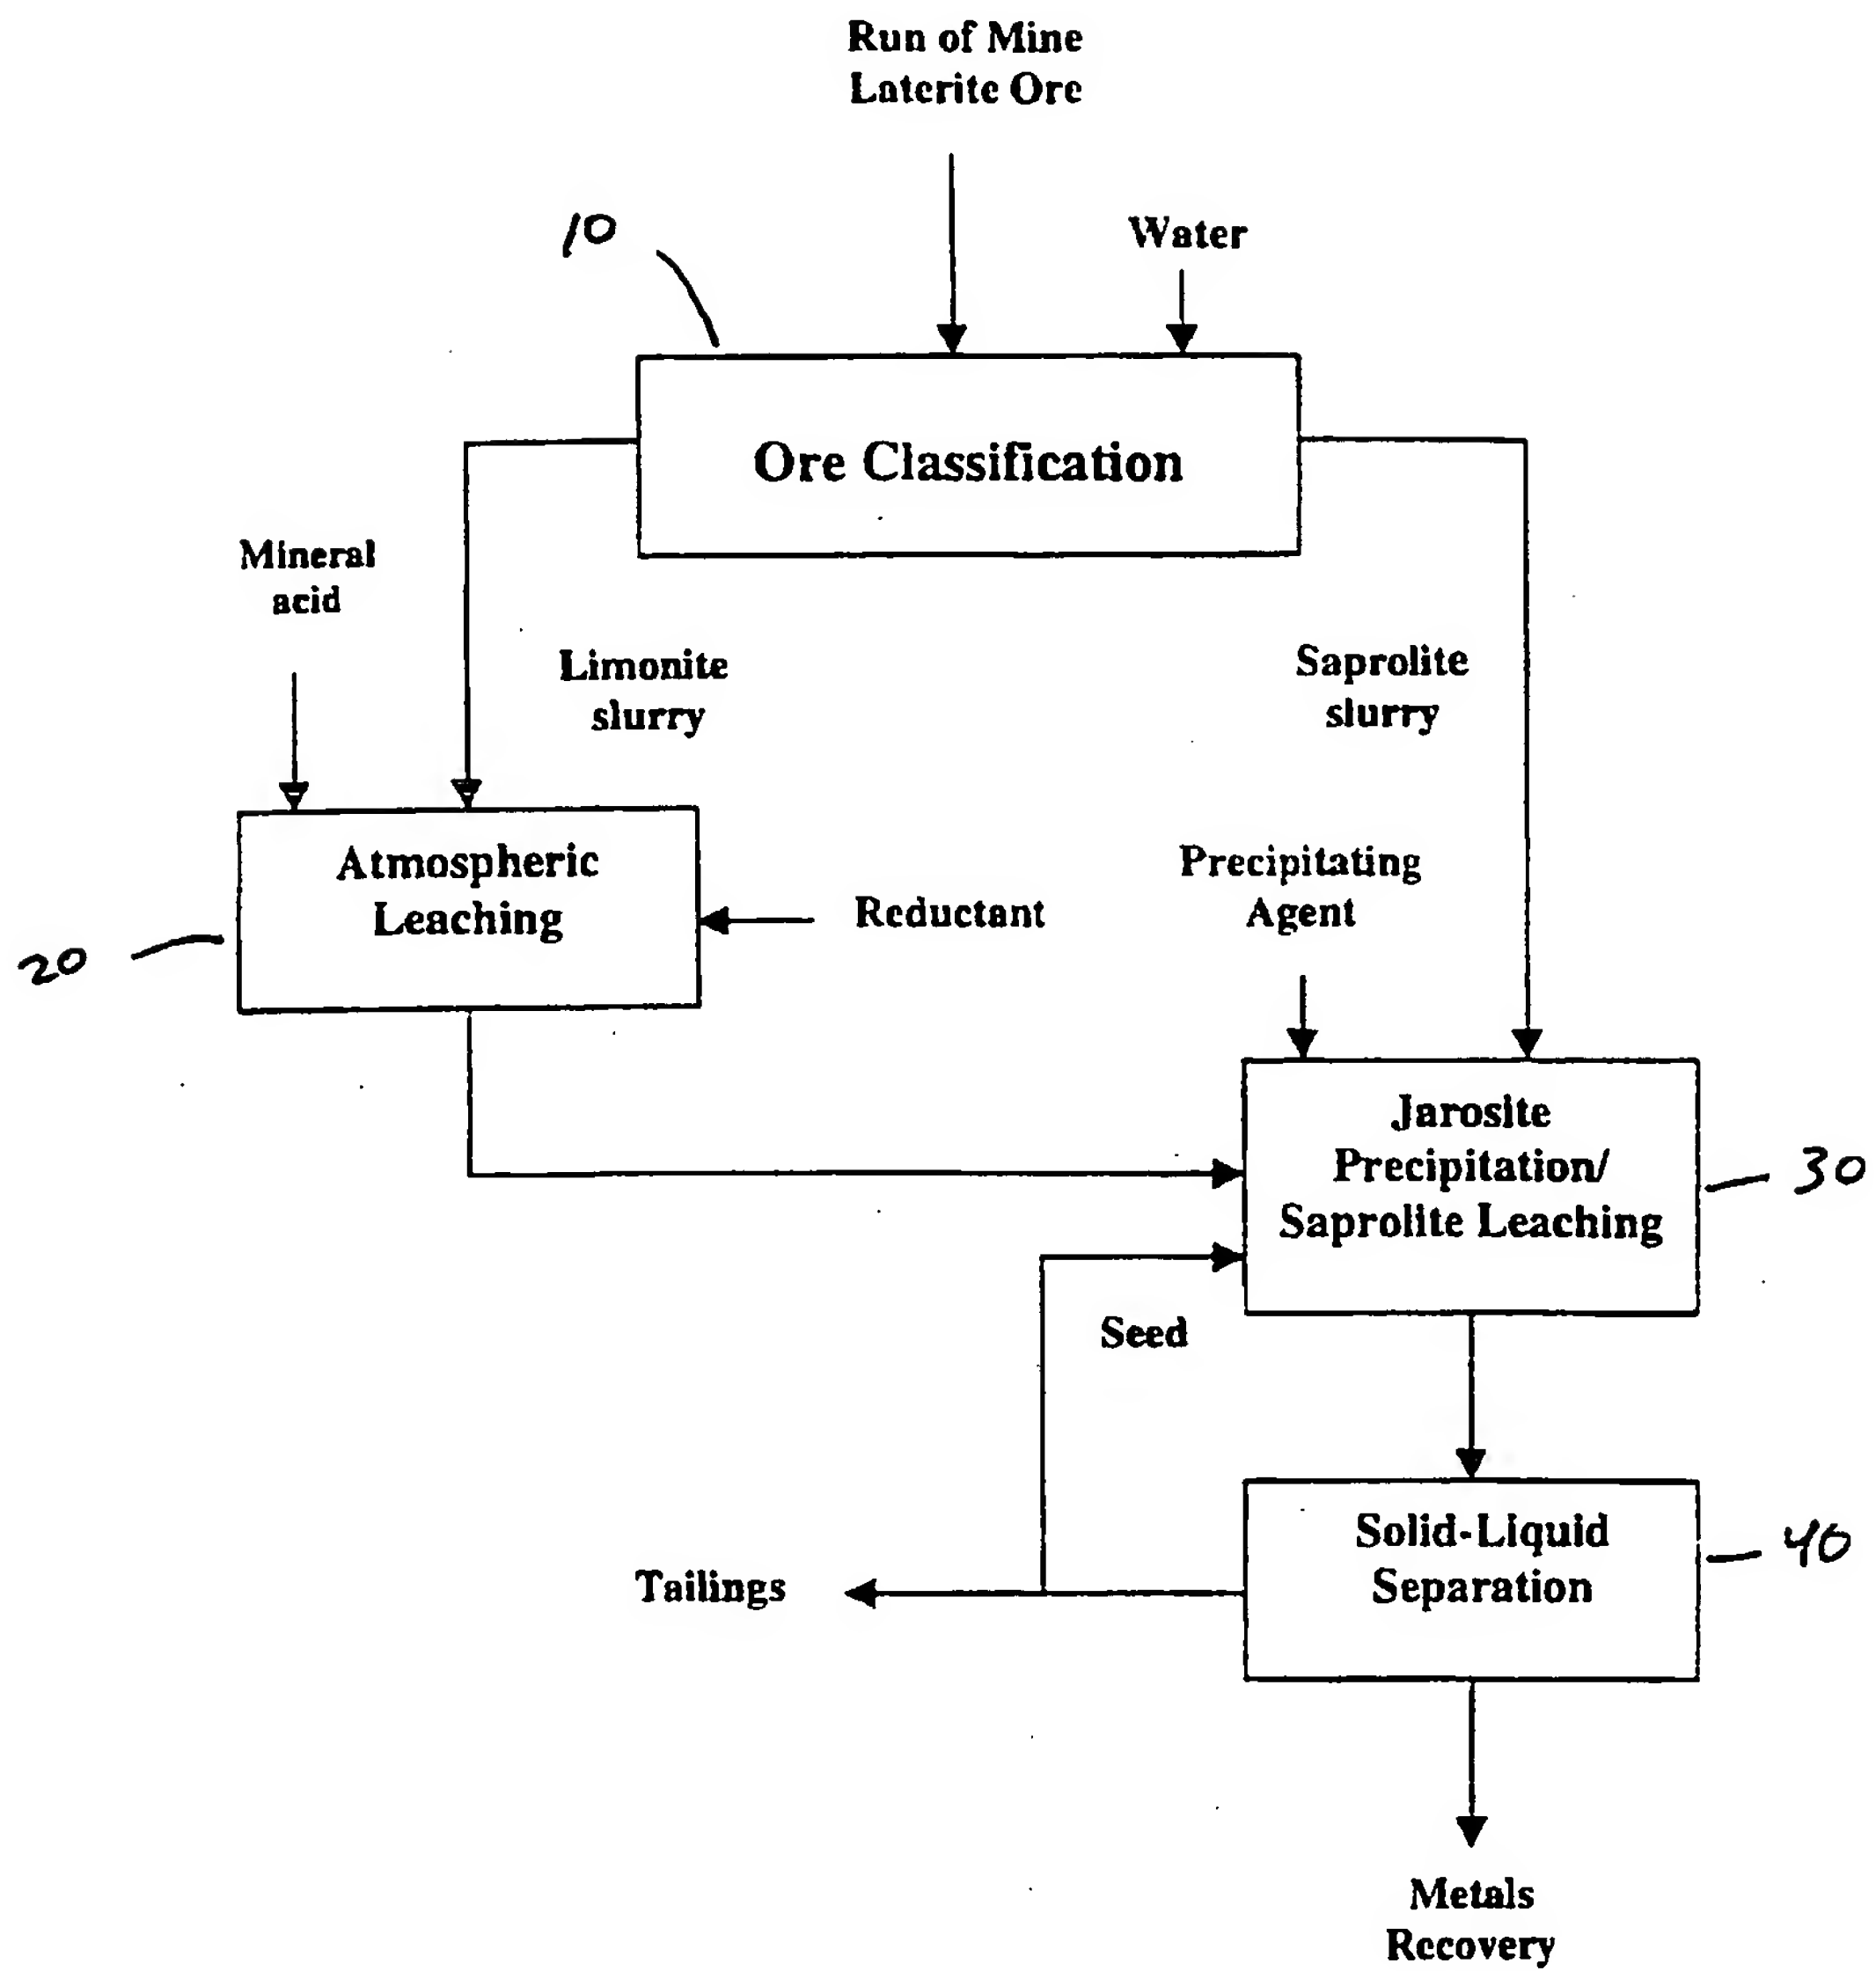 Run of Mine
Laterite Ore
10
Water
Ore Classification
Mineral
acid
Limonite
slurry
Saprolite
slurry
Atmospheric
Leaching
Reductant
Precipitating
Agent
20
Jarosite
Precipitation/
Saprolite Leaching
30
Seed
Solid-Liquid
Separation
40
Tailings
Metals
Recovery